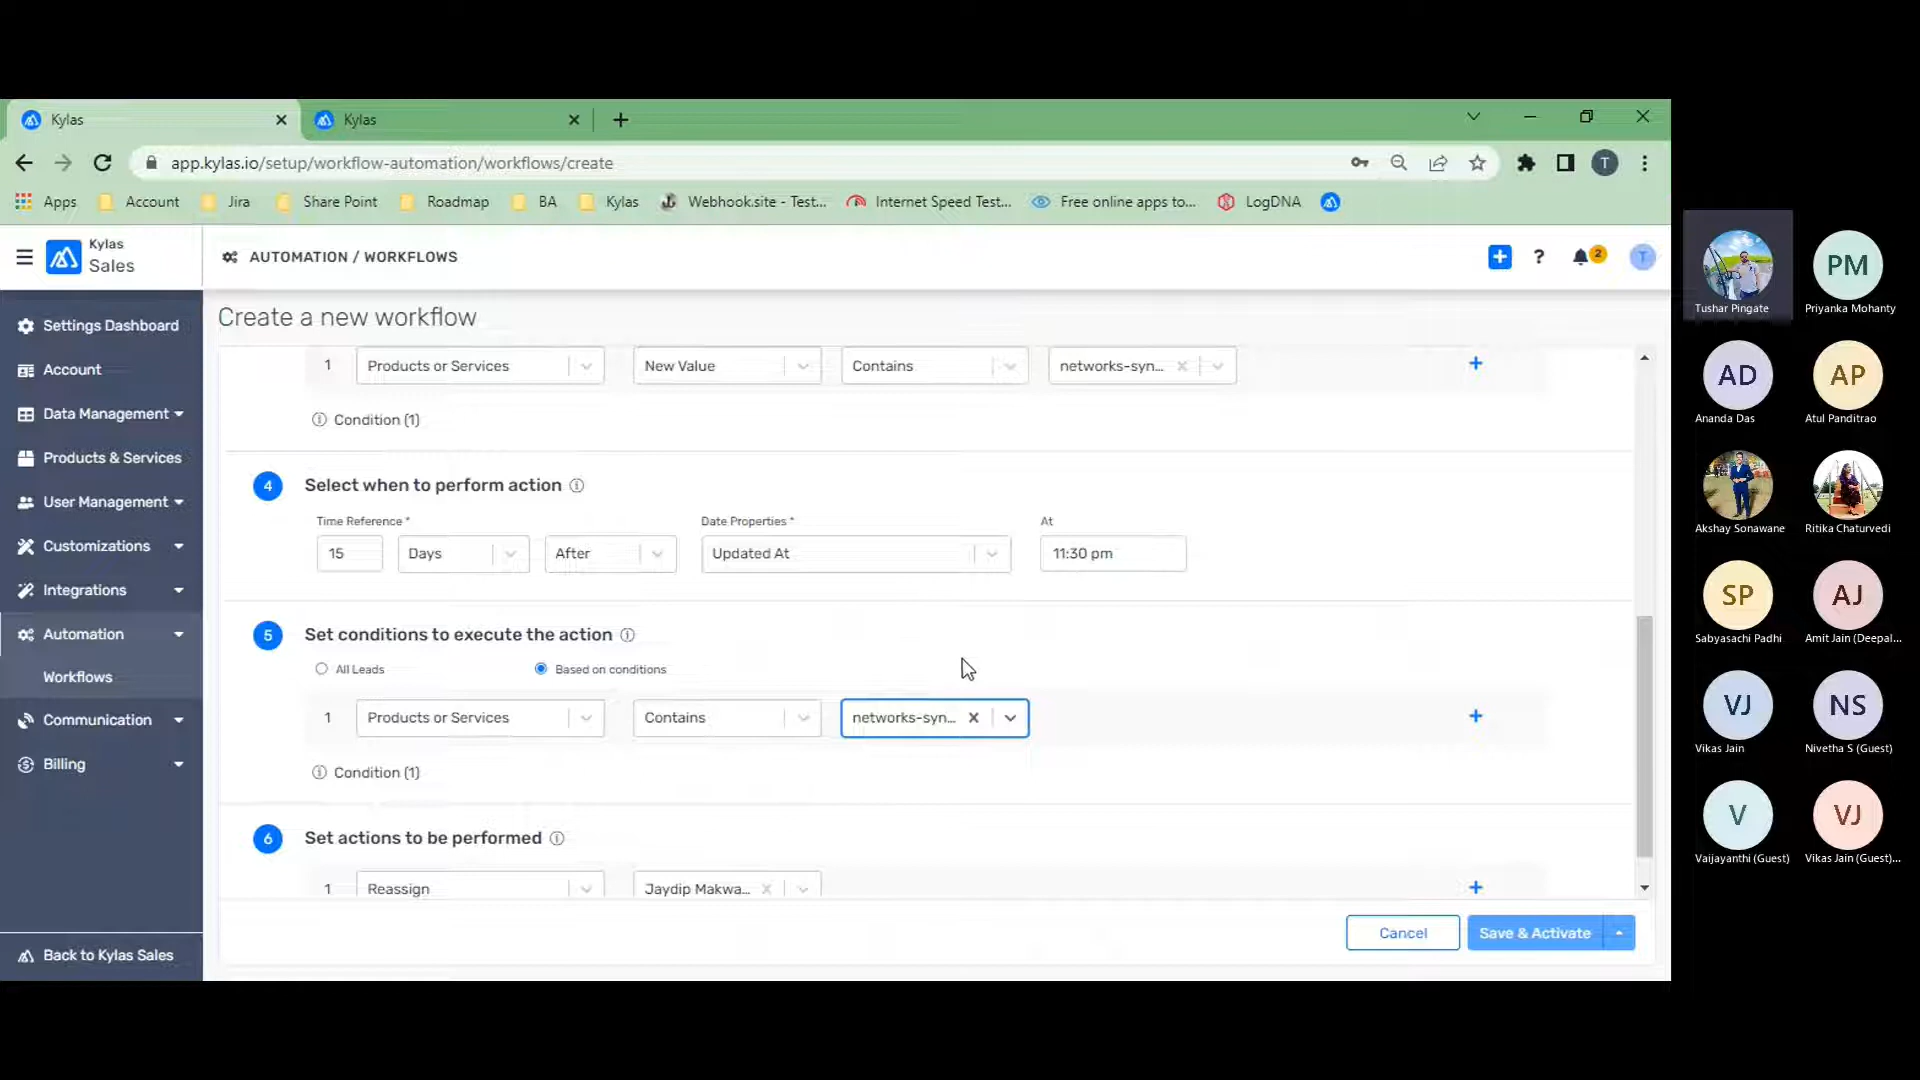 Kylas
Kylas
app.kylas.io/setup/workflow-automation/workflows/create
T
Apps
Account
Jira
Share Point
Roadmap
BA
Kylas
Webhook.site - Test...
Internet Speed Test...
Free online apps to...
LogDNA
Kylas
Sales
AUTOMATION / WORKFLOWS
?
2
T
Settings Dashboard
Account
Data Management
Products & Services
User Management
Customizations
Integrations
Automation
Workflows
Communication
Billing
Back to Kylas Sales
Create a new workflow
1 Products or Services New Value Contains networks-syn...
Condition (1)
4 Select when to perform action
Time Reference * Date Properties * At
15 Days After Updated At 11:30 pm
5 Set conditions to execute the action
All Leads Based on conditions
1 Products or Services Contains networks-syn...
Condition (1)
6 Set actions to be performed
1 Reassign Jaydip Makwa...
Cancel Save & Activate
PM
Tushar Pingate Priyanka Mohanty
AD AP
Ananda Das Atul Panditrao
Akshay Sonawane Ritika Chaturvedi
SP AJ
Sabyasachi Padhi Amit Jain (Deepal...
VJ NS
Vikas Jain Nivetha S (Guest)
V VJ
Vaijayanthi (Guest) Vikas Jain (Guest)...